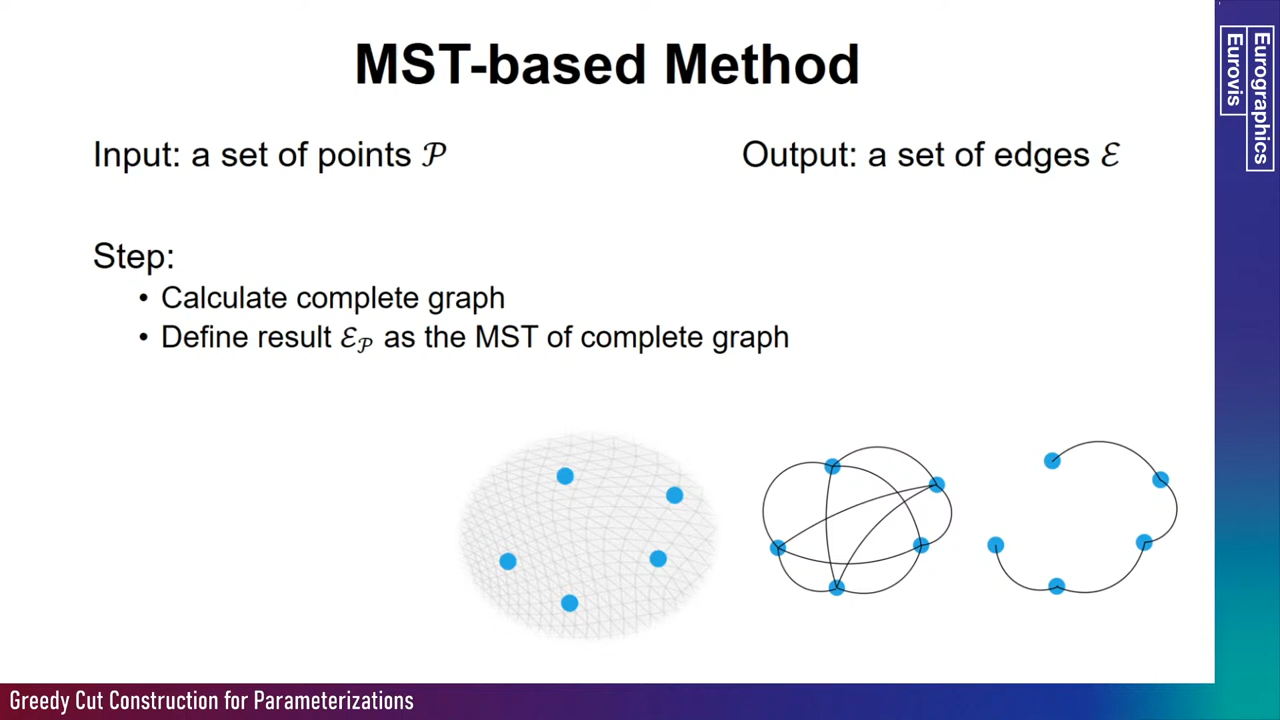 MST-based Method
Input: a set of points 𝒫
Output: a set of edges ℰ
Step:
• Calculate complete graph
• Define result ℰ𝒫 as the MST of complete graph
Eurographics
Eurovis
Greedy Cut Construction for Parameterizations